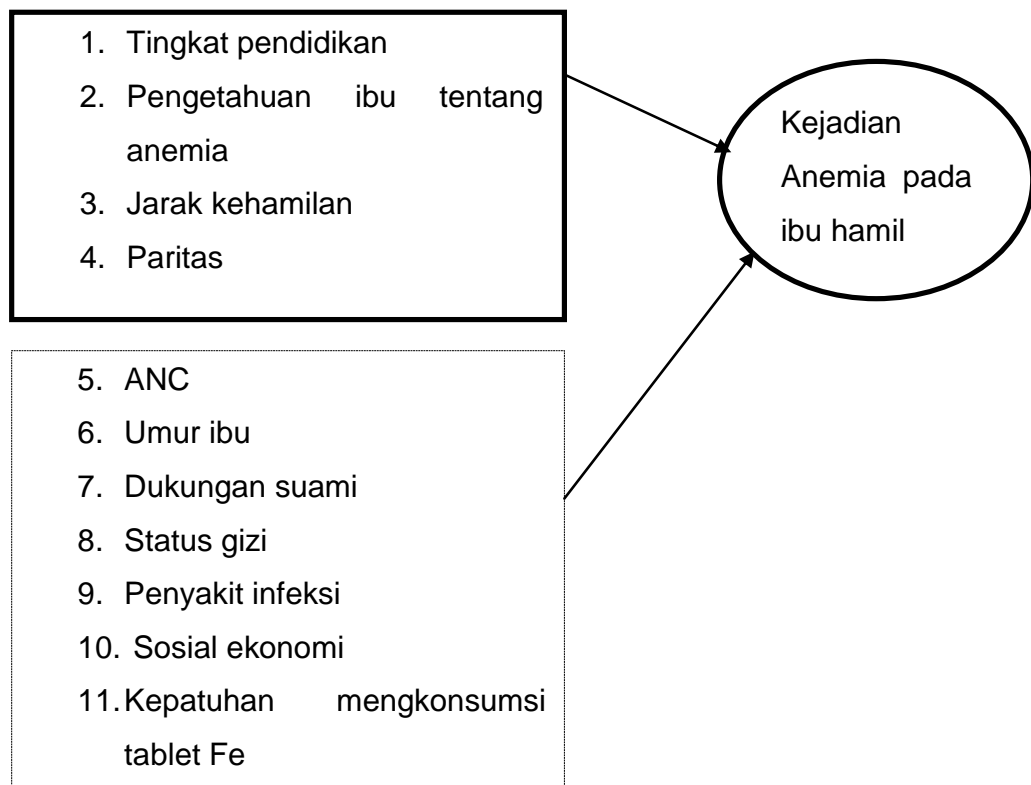 1. Tingkat pendidikan
2. Pengetahuan ibu tentang
anemia
3. Jarak kehamilan
4. Paritas
Kejadian
Anemia pada
ibu hamil
5. ANC
6. Umur ibu
7. Dukungan suami
8. Status gizi
9. Penyakit infeksi
10. Sosial ekonomi
11. Kepatuhan mengkonsumsi
tablet Fe